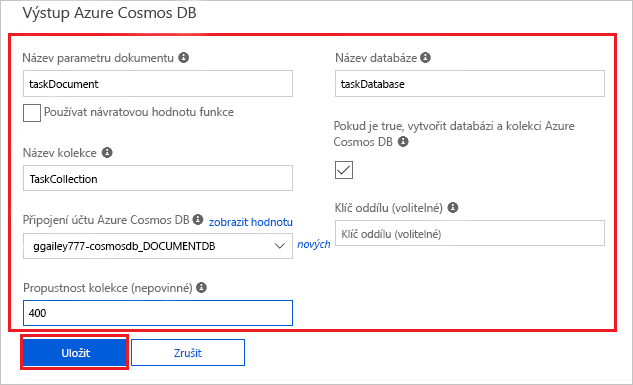 Výstup Azure Cosmos DB
Název parametru dokumentu
taskDocument
Používat návratovou hodnotu funkce
Název kolekce
TaskCollection
Připojení účtu Azure Cosmos DB zobrazit hodnotu
ggailey777-cosmosdb_DOCUMENTDB
nových
Propustnost kolekce (nepovinné)
400
Název databáze
taskDatabase
Pokud je true, vytvořit databázi a kolekci Azure
Cosmos DB
Klíč oddílu (volitelné)
Klíč oddílu (volitelné)
Uložit
Zrušit